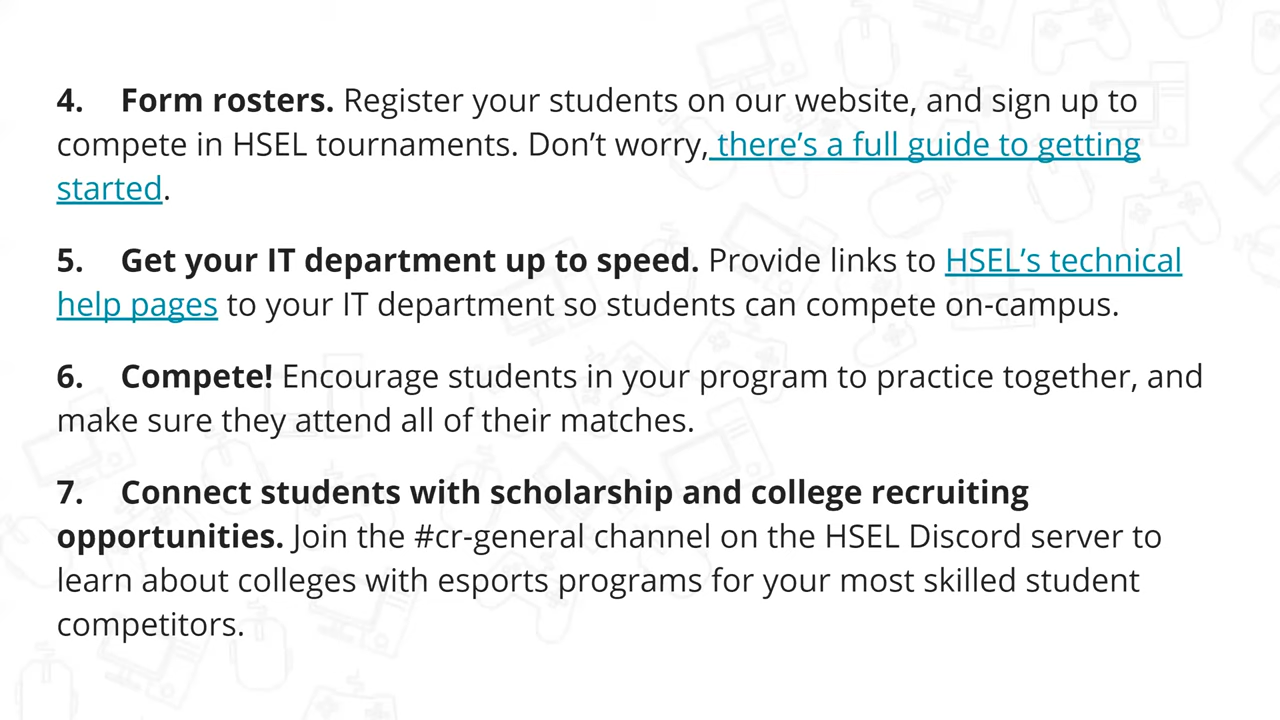 4. Form rosters. Register your students on our website, and sign up to
compete in HSEL tournaments. Don’t worry, there’s a full guide to getting
started.
5. Get your IT department up to speed. Provide links to HSEL’s technical
help pages to your IT department so students can compete on-campus.
6. Compete! Encourage students in your program to practice together, and
make sure they attend all of their matches.
7. Connect students with scholarship and college recruiting
opportunities. Join the #cr-general channel on the HSEL Discord server to
learn about colleges with esports programs for your most skilled student
competitors.